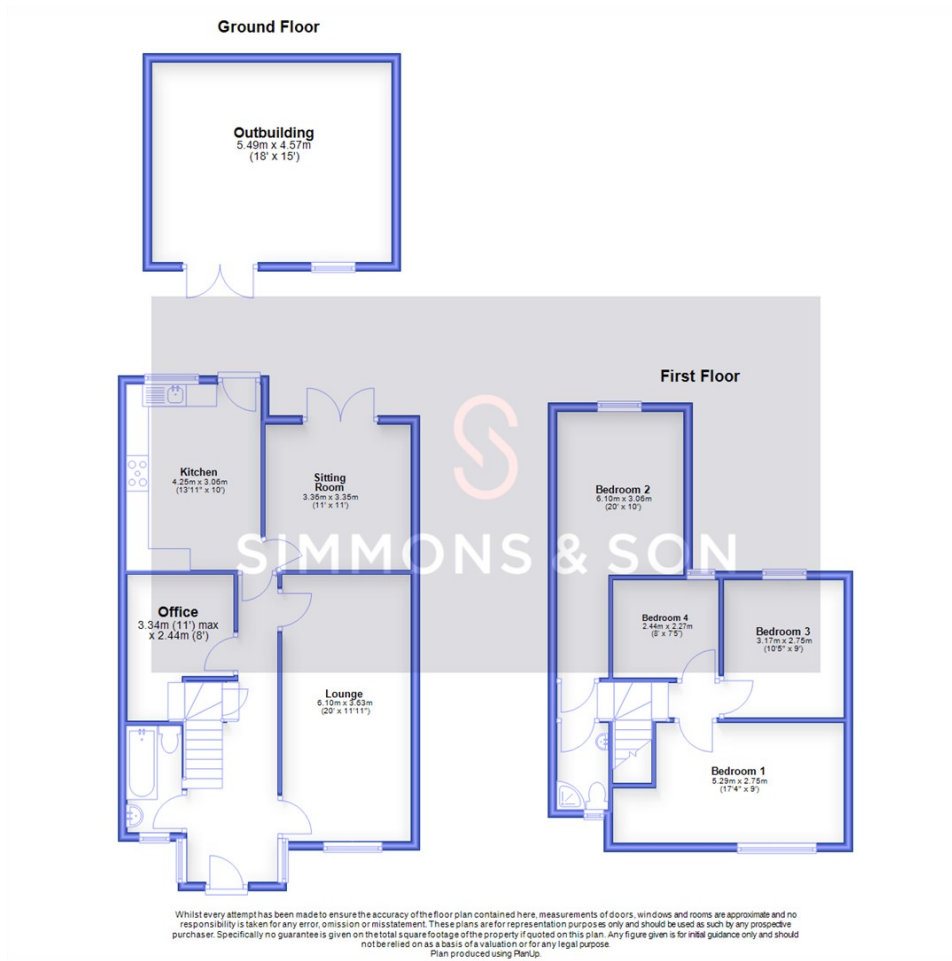 Ground Floor
Outbuilding
5.49m x 4.57m
(18' x 15')
First Floor
Kitchen
4.25m x 3.06m
(13'11" x 10')
Sitting
Room
3.36m x 3.35m
(11' x 11')
Bedroom 2
6.10m x 3.06m
(20' x 10')
SIMMONS & SON
Office
3.34m (11') max
x 2.44m (8')
Bedroom 4
2.44m x 2.27m
(8' x 7'5")
Bedroom 3
3.17m x 2.75m
(10'5" x 9')
Lounge
6.10m x 3.63m
(20' x 11'11")
Bedroom 1
5.29m x 2.75m
(17'4" x 9')
Whilst every attempt has been made to ensure the accuracy of the floor plan contained here, measurements of doors, windows and rooms are approximate and no
responsibility is taken for any error, omission or misstatement. These plans are for representation purposes only and should be used as such by any prospective
purchaser. Specifically no guarantee is given on the total square footage of the property if quoted on this plan. Any figure given is for initial guidance only and should
not be relied on as a basis of a valuation or for any legal purpose.
Plan produced using PlanUp.